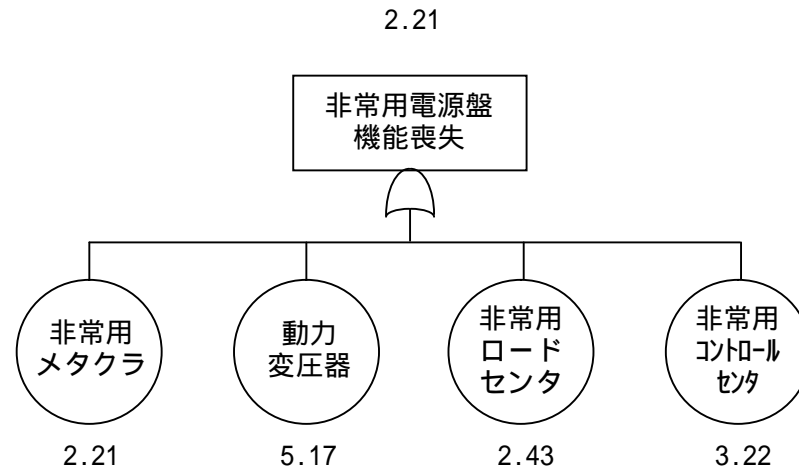 2.21
非常用電源盤
機能喪失
非常用
メタクラ
動力
変圧器
非常用
ロード
センタ
非常用
コントロール
センタ
2.21
5.17
2.43
3.22